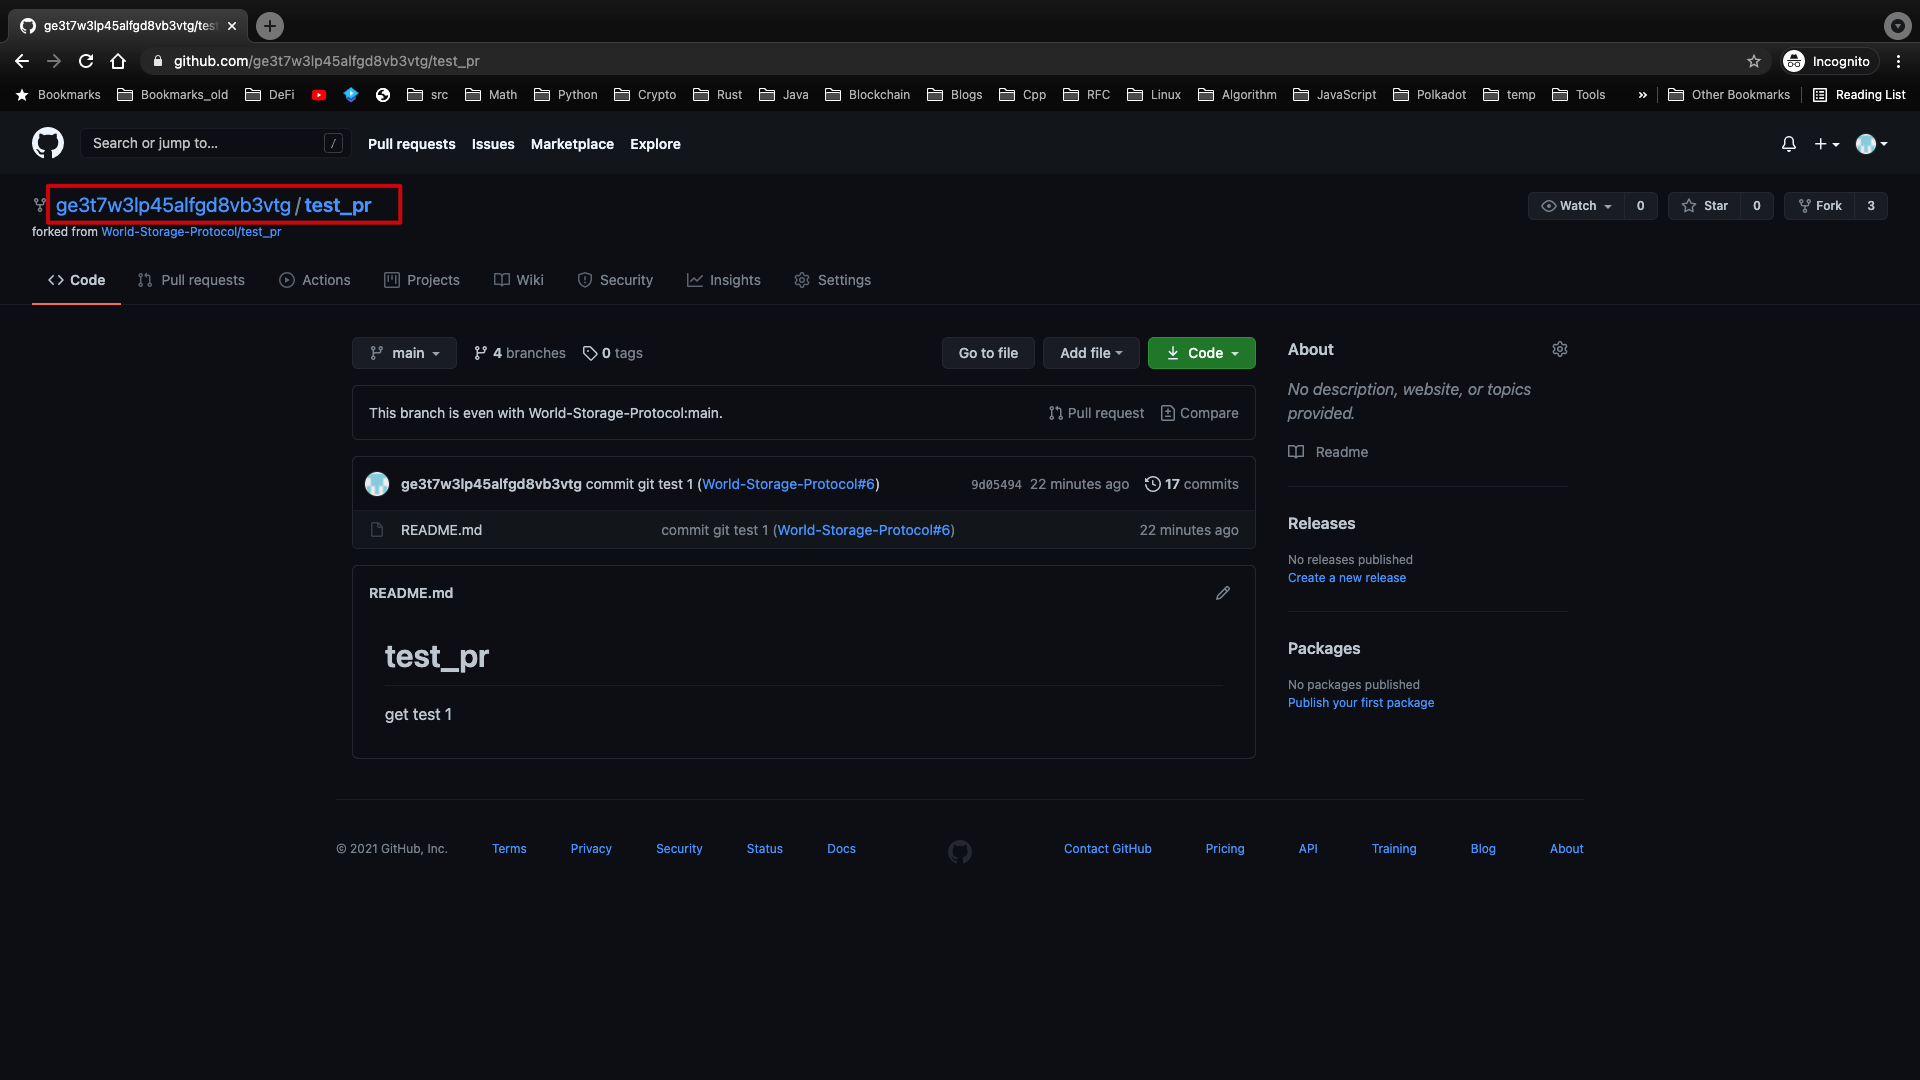 ge3t7w3lp45alfgd8vb3vtg/test
github.com/ge3t7w3lp45alfgd8vb3vtg/test_pr
Incognito
Bookmarks Bookmarks_old DeFi src Math Python Crypto Rust Java Blockchain Blogs Cpp RFC Linux Algorithm JavaScript Polkadot temp Tools » Other Bookmarks Reading List
Search or jump to... / Pull requests Issues Marketplace Explore
ge3t7w3lp45alfgd8vb3vtg / test_pr
Watch 0 Star 0 Fork 3
forked from World-Storage-Protocol/test_pr
Code Pull requests Actions Projects Wiki Security Insights Settings
main 4 branches 0 tags Go to file Add file Code
About
This branch is even with World-Storage-Protocol:main. Pull request Compare
No description, website, or topics
provided.
Readme
ge3t7w3lp45alfgd8vb3vtg commit git test 1 (World-Storage-Protocol#6) 9d05494 22 minutes ago 17 commits
README.md commit git test 1 (World-Storage-Protocol#6) 22 minutes ago
Releases
No releases published
Create a new release
README.md
test_pr
get test 1
Packages
No packages published
Publish your first package
© 2021 GitHub, Inc. Terms Privacy Security Status Docs Contact GitHub Pricing API Training Blog About